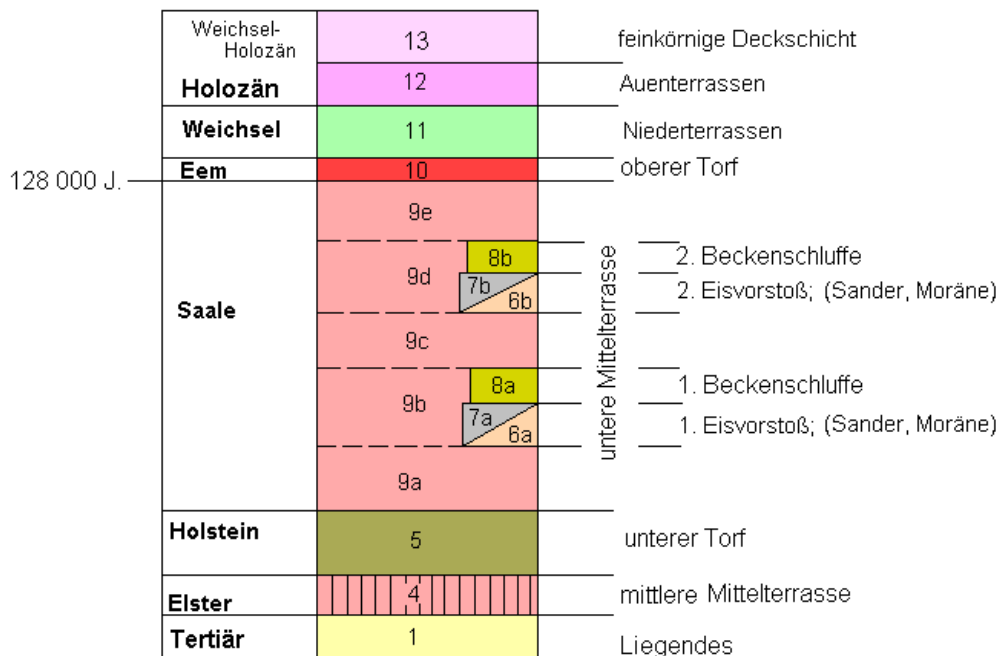 Weichsel-
Holozän
13
feinkörnige Deckschicht
Holozän
12
Auenterrassen
Weichsel
11
Niederterrassen
128 000 J.
Eem
10
oberer Torf
9e
8b
2. Beckenschluffe
9d
7b
6b
2. Eisvorstoß; (Sander, Moräne)
Saale
9c
untere Mittelterrasse
8a
1. Beckenschluffe
9b
7a
6a
1. Eisvorstoß; (Sander, Moräne)
9a
Holstein
5
unterer Torf
Elster
4
mittlere Mittelterrasse
Tertiär
1
Liegendes